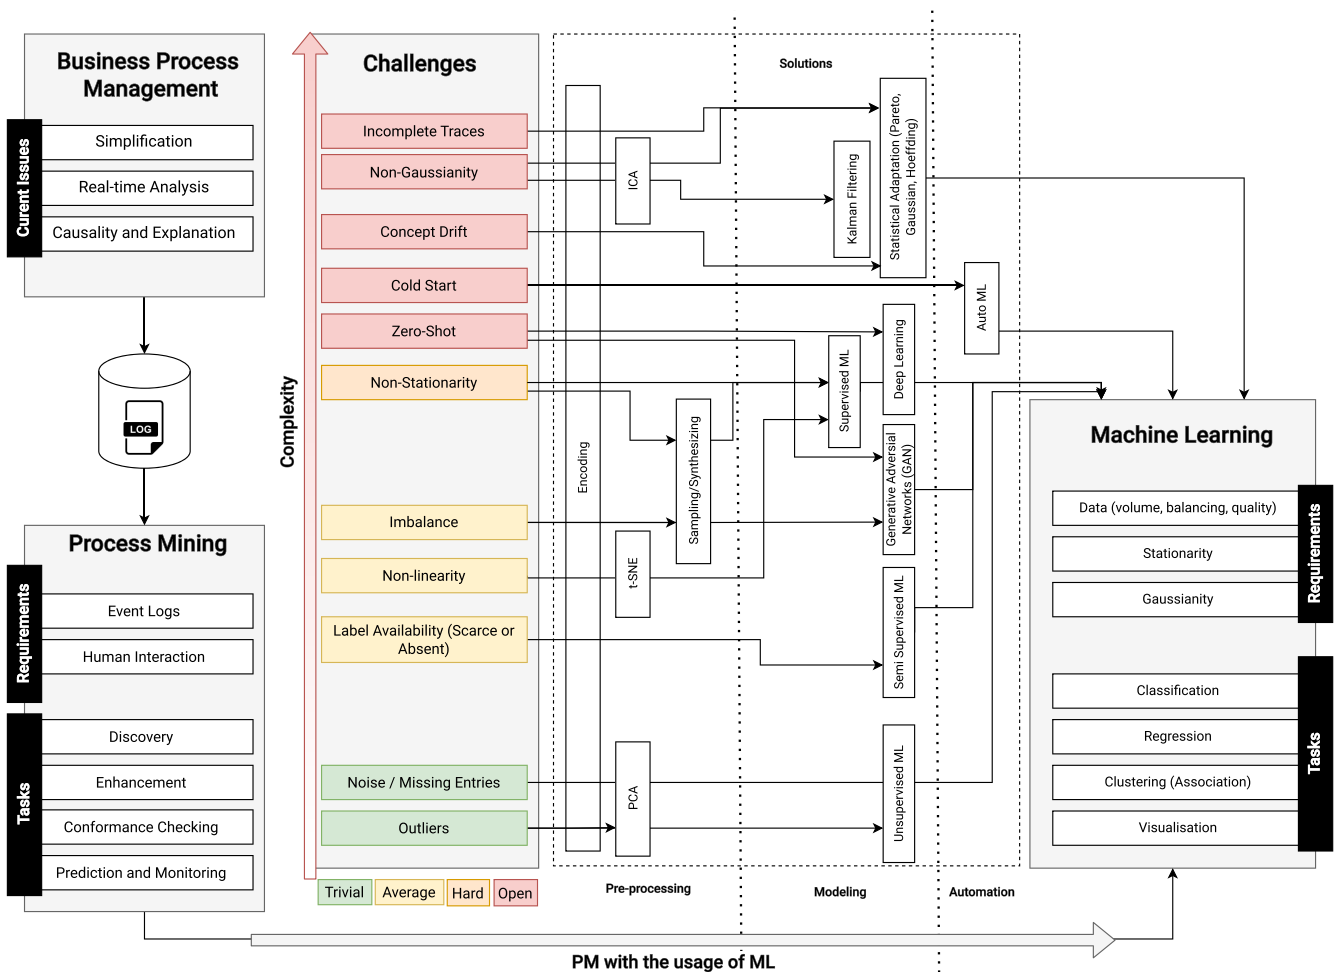 Business Process
Management
Curent Issues
Simplification
Real-time Analysis
Causality and Explanation
LOG
Process Mining
Requirements
Event Logs
Human Interaction
Tasks
Discovery
Enhancement
Conformance Checking
Prediction and Monitoring
Complexity
Challenges
Incomplete Traces
Non-Gaussianity
Concept Drift
Cold Start
Zero-Shot
Non-Stationarity
Imbalance
Non-linearity
Label Availability (Scarce or
Absent)
Noise / Missing Entries
Outliers
Trivial
Average
Hard
Open
Solutions
Encoding
ICA
Sampling/Synthesizing
t-SNE
PCA
Kalman Filtering
Statistical Adaptation (Pareto,
Gaussian, Hoeffding)
Supervised ML
Deep Learning
Generative Adversial
Networks (GAN)
Semi Supervised ML
Unsupervised ML
Auto ML
Pre-processing
Modeling
Automation
Machine Learning
Requirements
Data (volume, balancing, quality)
Stationarity
Gaussianity
Tasks
Classification
Regression
Clustering (Association)
Visualisation
PM with the usage of ML